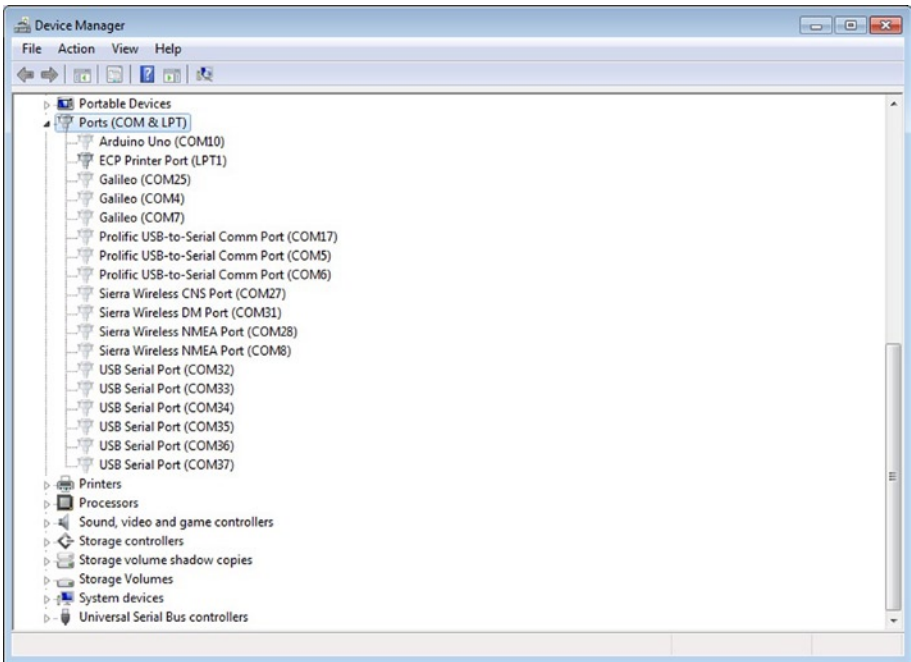 Device Manager
File Action View Help
Portable Devices
Ports (COM & LPT)
Arduino Uno (COM10)
ECP Printer Port (LPT1)
Galileo (COM25)
Galileo (COM4)
Galileo (COM7)
Prolific USB-to-Serial Comm Port (COM17)
Prolific USB-to-Serial Comm Port (COM5)
Prolific USB-to-Serial Comm Port (COM6)
Sierra Wireless CNS Port (COM27)
Sierra Wireless DM Port (COM31)
Sierra Wireless NMEA Port (COM28)
Sierra Wireless NMEA Port (COM8)
USB Serial Port (COM32)
USB Serial Port (COM33)
USB Serial Port (COM34)
USB Serial Port (COM35)
USB Serial Port (COM36)
USB Serial Port (COM37)
Printers
Processors
Sound, video and game controllers
Storage controllers
Storage volume shadow copies
Storage Volumes
System devices
Universal Serial Bus controllers